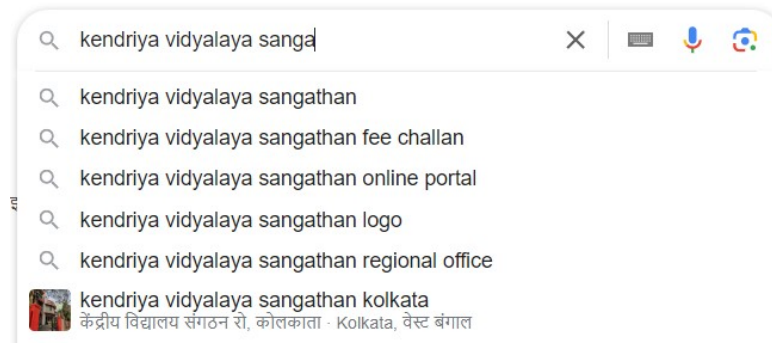 kendriya vidyalaya sanga
kendriya vidyalaya sangathan
kendriya vidyalaya sangathan fee challan
kendriya vidyalaya sangathan online portal
kendriya vidyalaya sangathan logo
kendriya vidyalaya sangathan regional office
kendriya vidyalaya sangathan kolkata
केंद्रीय विद्यालय संगठन रो, कोलकाता · Kolkata, वेस्ट बंगाल